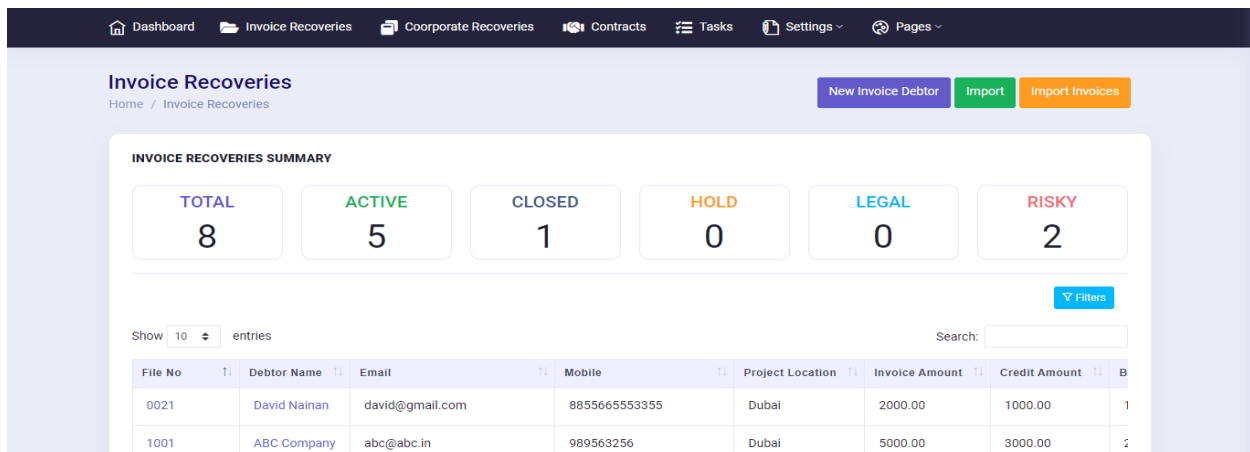 Dashboard Invoice Recoveries Coorporate Recoveries Contracts Tasks Settings Pages
Invoice Recoveries
Home / Invoice Recoveries
New Invoice Debtor Import Import Invoices
INVOICE RECOVERIES SUMMARY
TOTAL ACTIVE CLOSED HOLD LEGAL RISKY
8 5 1 0 0 2
Filters
Show 10 entries Search:
File No Debtor Name Email Mobile Project Location Invoice Amount Credit Amount B
0021 David Nainan david@gmail.com 8855665553355 Dubai 2000.00 1000.00 1
1001 ABC Company abc@abc.in 989563256 Dubai 5000.00 3000.00 2